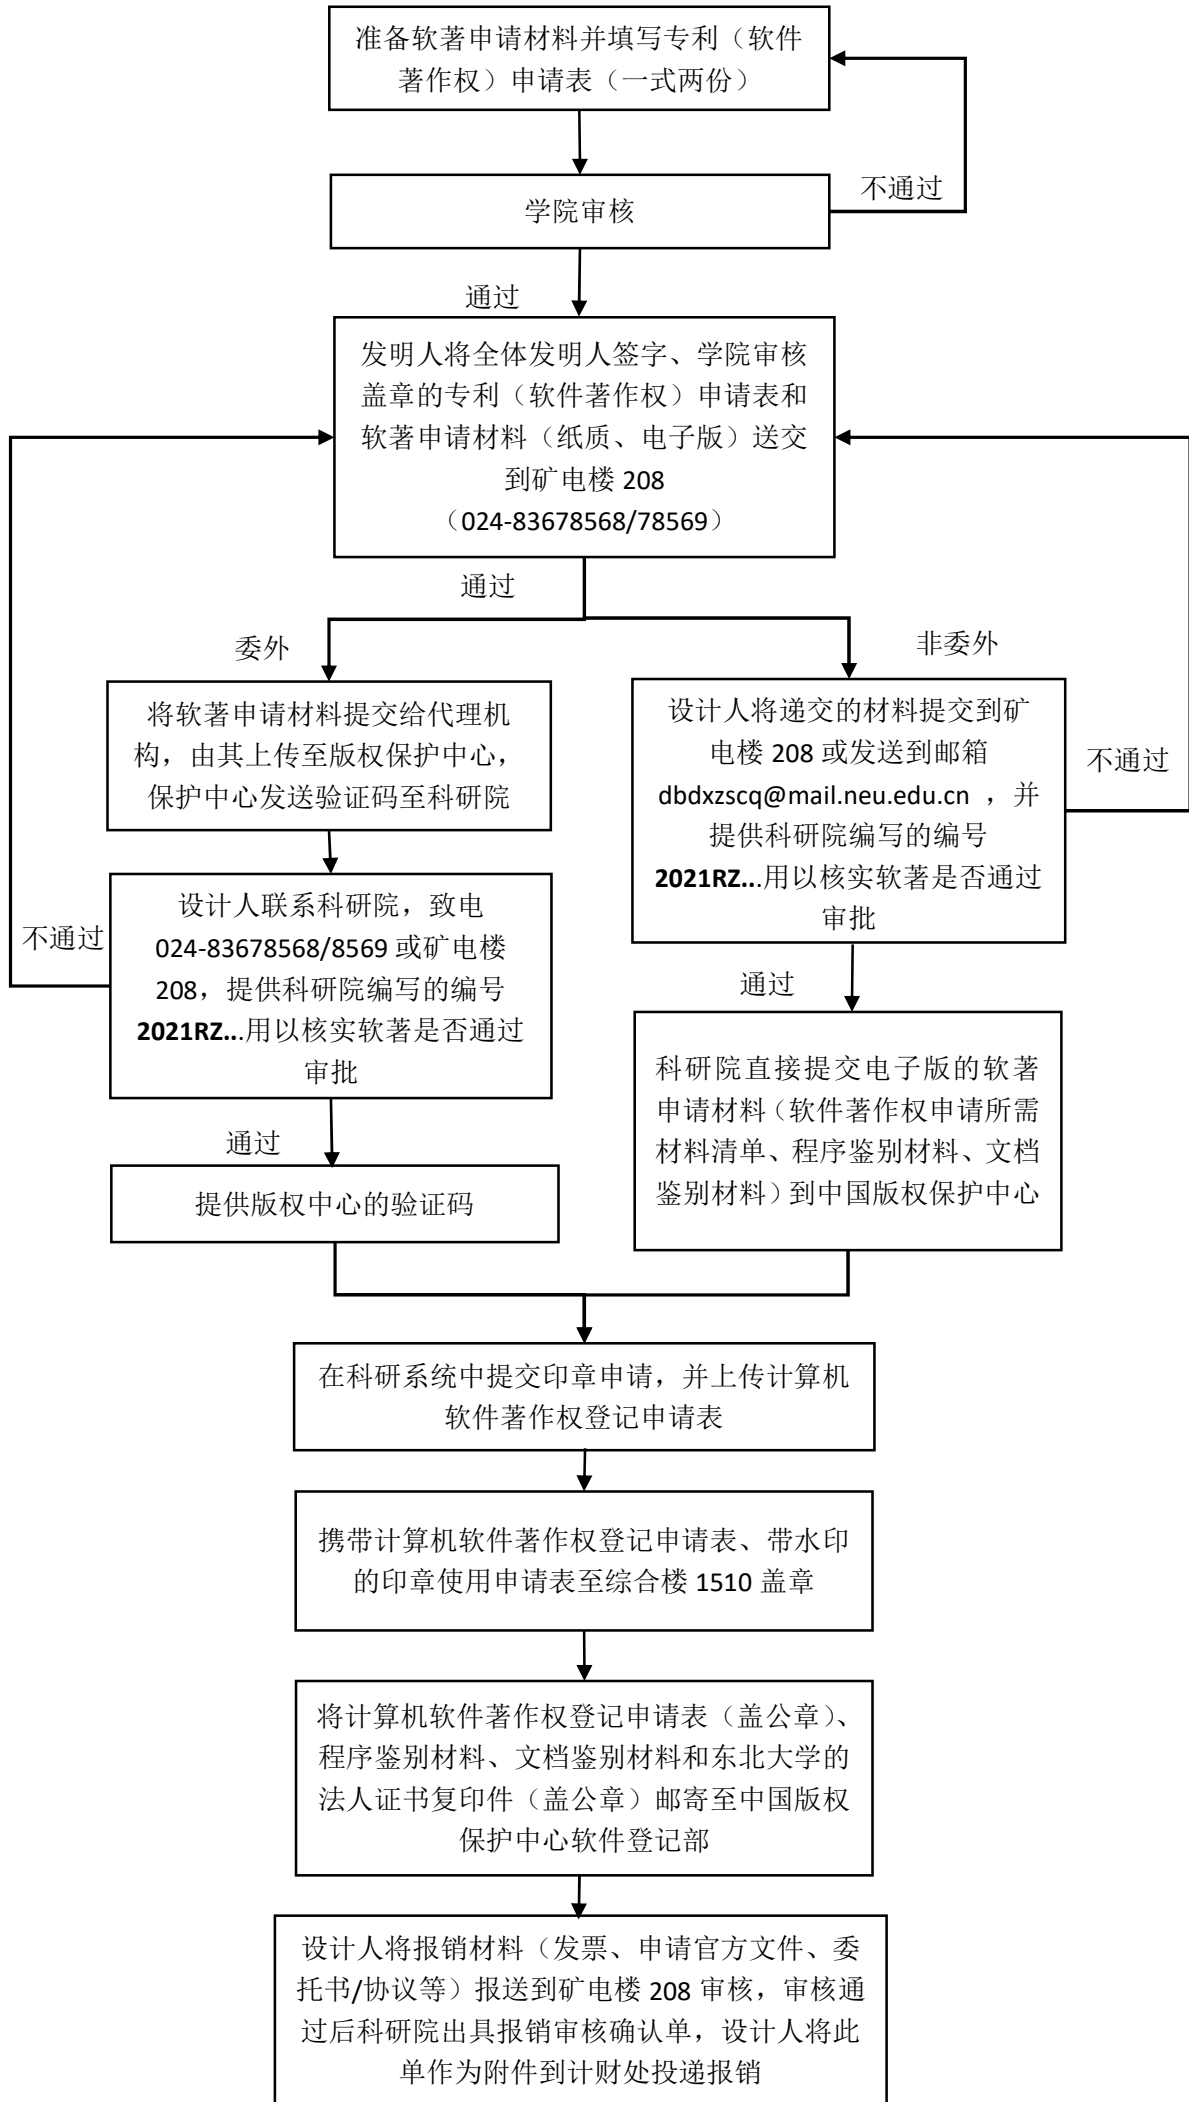 准备软著申请材料并填写专利（软件
著作权）申请表（一式两份）
不通过
学院审核
通过
发明人将全体发明人签字、学院审核
盖章的专利（软件著作权）申请表和
软著申请材料（纸质、电子版）送交
到矿电楼 208
（024-83678568/78569）
通过
委外
非委外
将软著申请材料提交给代理机
构，由其上传至版权保护中心，
保护中心发送验证码至科研院
设计人将递交的材料提交到矿
电楼 208 或发送到邮箱
dbdxzscq@mail.neu.edu.cn ，并
提供科研院编写的编号
2021RZ...用以核实软著是否通过
审批
不通过
不通过
设计人联系科研院，致电
024-83678568/8569 或矿电楼
208，提供科研院编写的编号
2021RZ...用以核实软著是否通过
审批
通过
通过
提供版权中心的验证码
科研院直接提交电子版的软著
申请材料（软件著作权申请所需
材料清单、程序鉴别材料、文档
鉴别材料）到中国版权保护中心
在科研系统中提交印章申请，并上传计算机
软件著作权登记申请表
携带计算机软件著作权登记申请表、带水印
的印章使用申请表至综合楼 1510 盖章
将计算机软件著作权登记申请表（盖公章）、
程序鉴别材料、文档鉴别材料和东北大学的
法人证书复印件（盖公章）邮寄至中国版权
保护中心软件登记部
设计人将报销材料（发票、申请官方文件、委
托书/协议等）报送到矿电楼 208 审核，审核通
过后科研院出具报销审核确认单，设计人将此
单作为附件到计财处投递报销